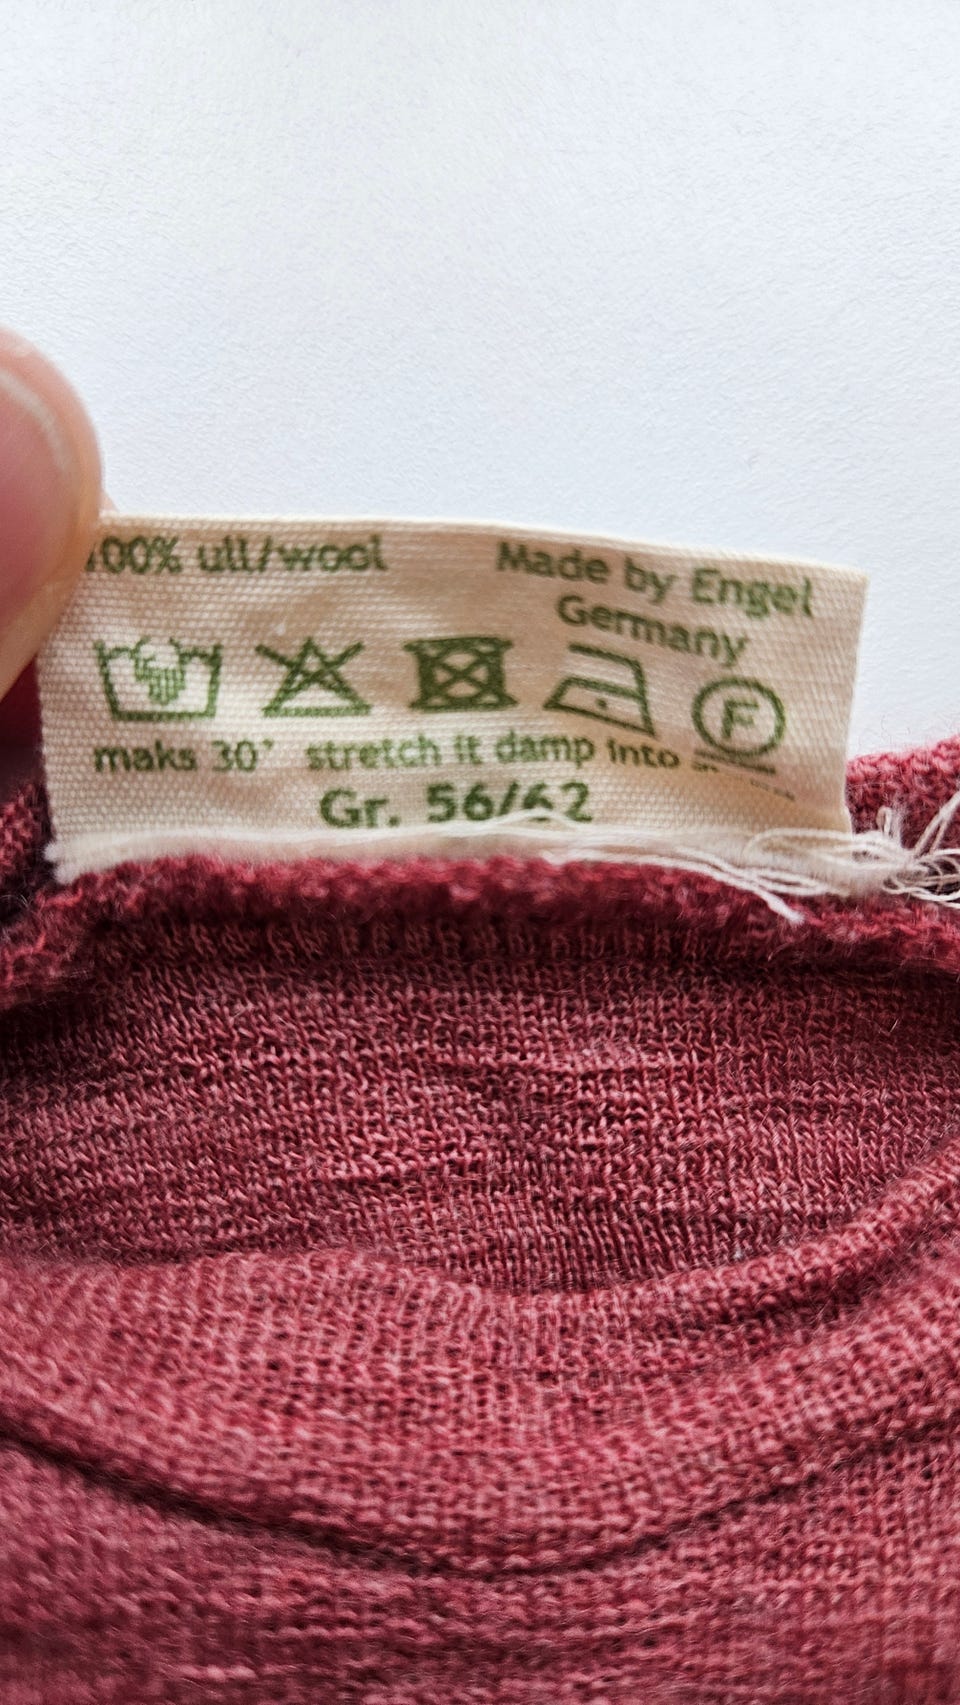 100% ull/wool
Made by Engel
Germany
F
maks 30° stretch it damp into
Gr. 56/62